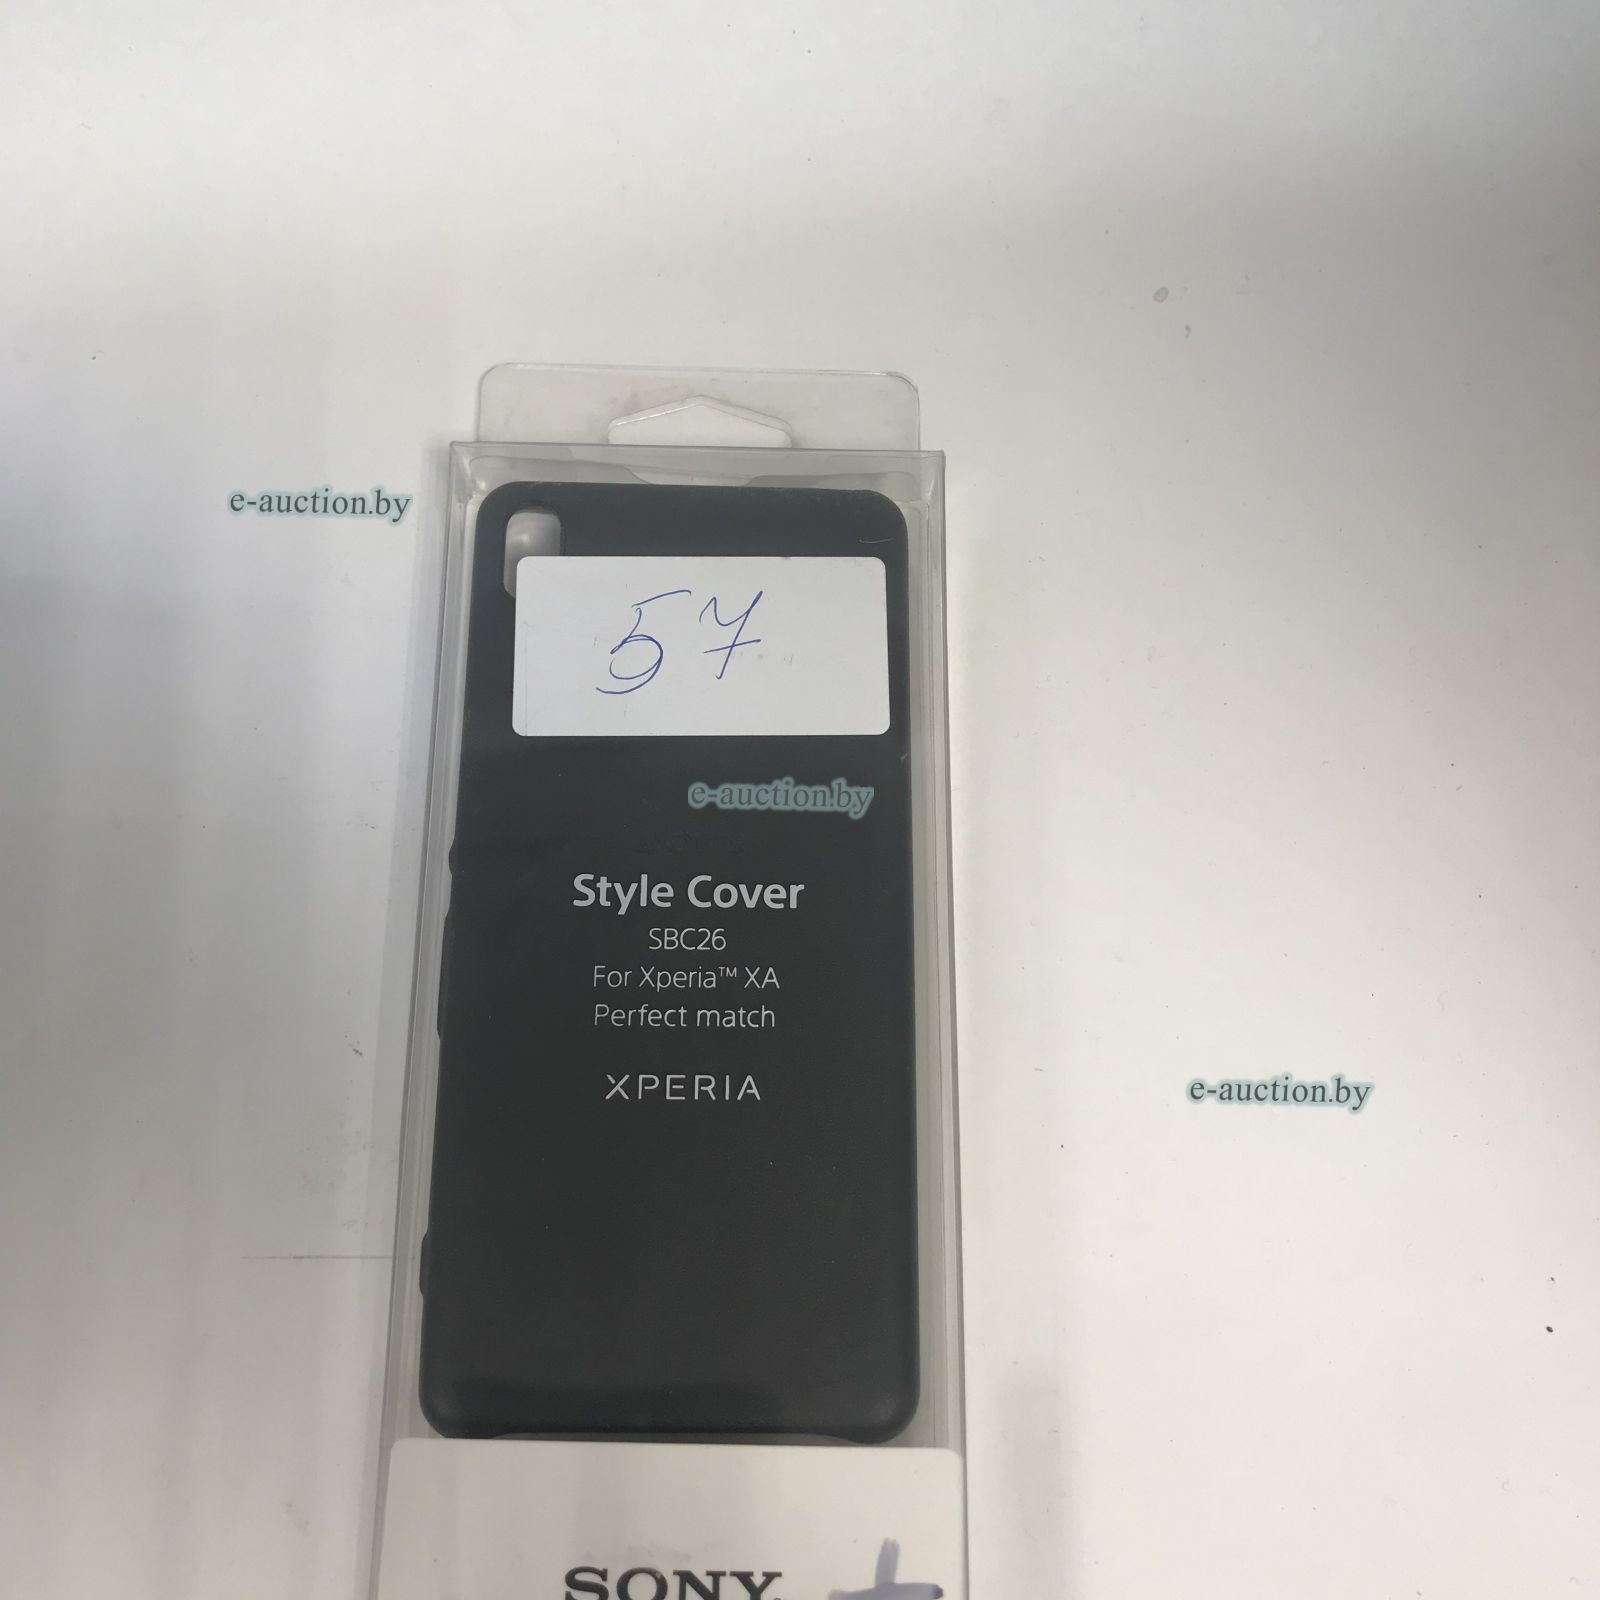 e-auction.by
57
e-auction.by
Style Cover
SBC26
For Xperia™ XA
Perfect match
XPERIA
e-auction.by
SONY